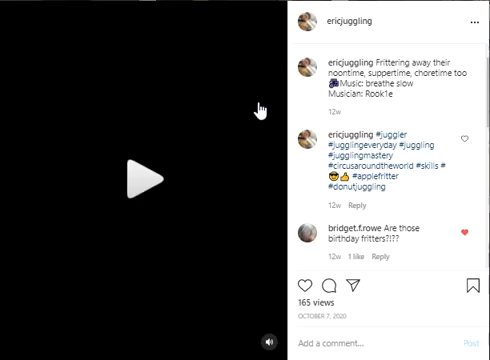 ericjuggling
ericjuggling Frittering away their
noontime, suppertime, choretime too
🎆Music: breathe slow
Musician: Rook1e
12w
ericjuggling #juggler
#jugglingeveryday #juggling
#jugglingmastery
#circusaroundtheworld #skills #
😎👍 #applefritter
#donutjuggling
12w Reply
bridget.f.rowe Are those
birthday fritters?!??
12w 1 like Reply
165 views
OCTOBER 7, 2020
Add a comment... Post